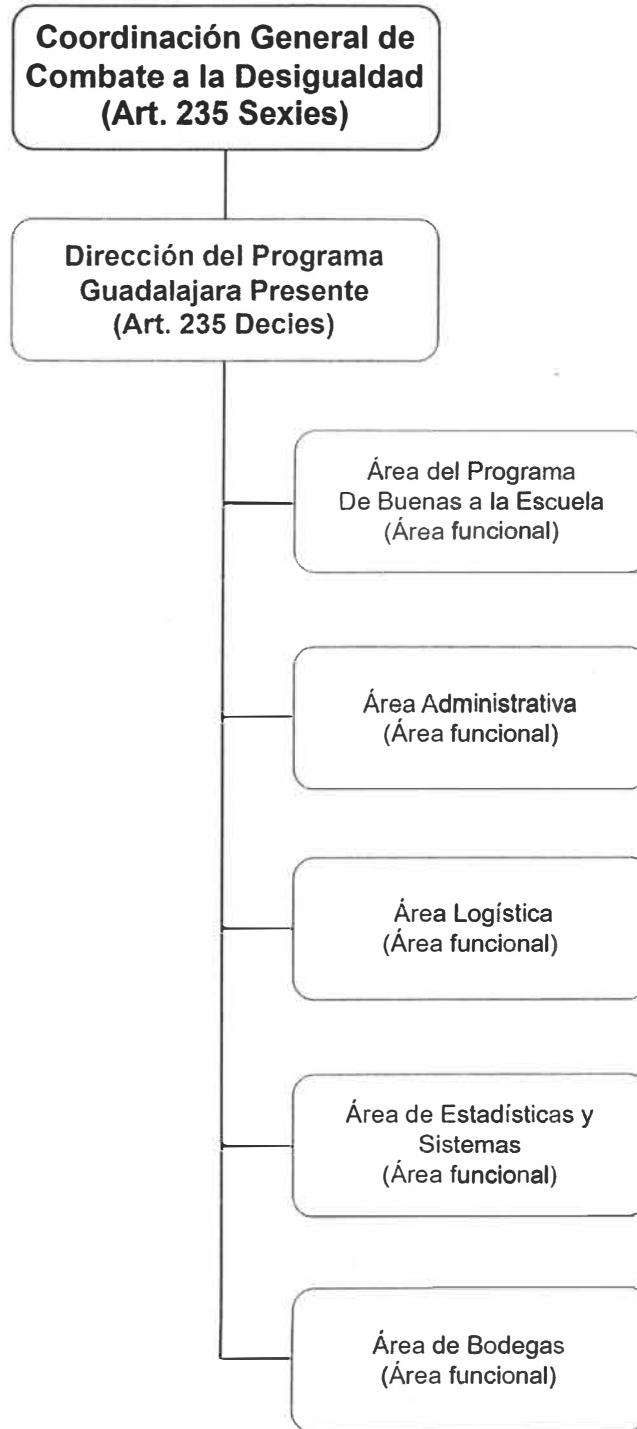 Coordinación General de
Combate a la Desigualdad
(Art. 235 Sexies)
Dirección del Programa
Guadalajara Presente
(Art. 235 Decies)
Área del Programa
De Buenas a la Escuela
(Área funcional)
Área Administrativa
(Área funcional)
Área Logística
(Área funcional)
Área de Estadísticas y
Sistemas
(Área funcional)
Área de Bodegas
(Área funcional)